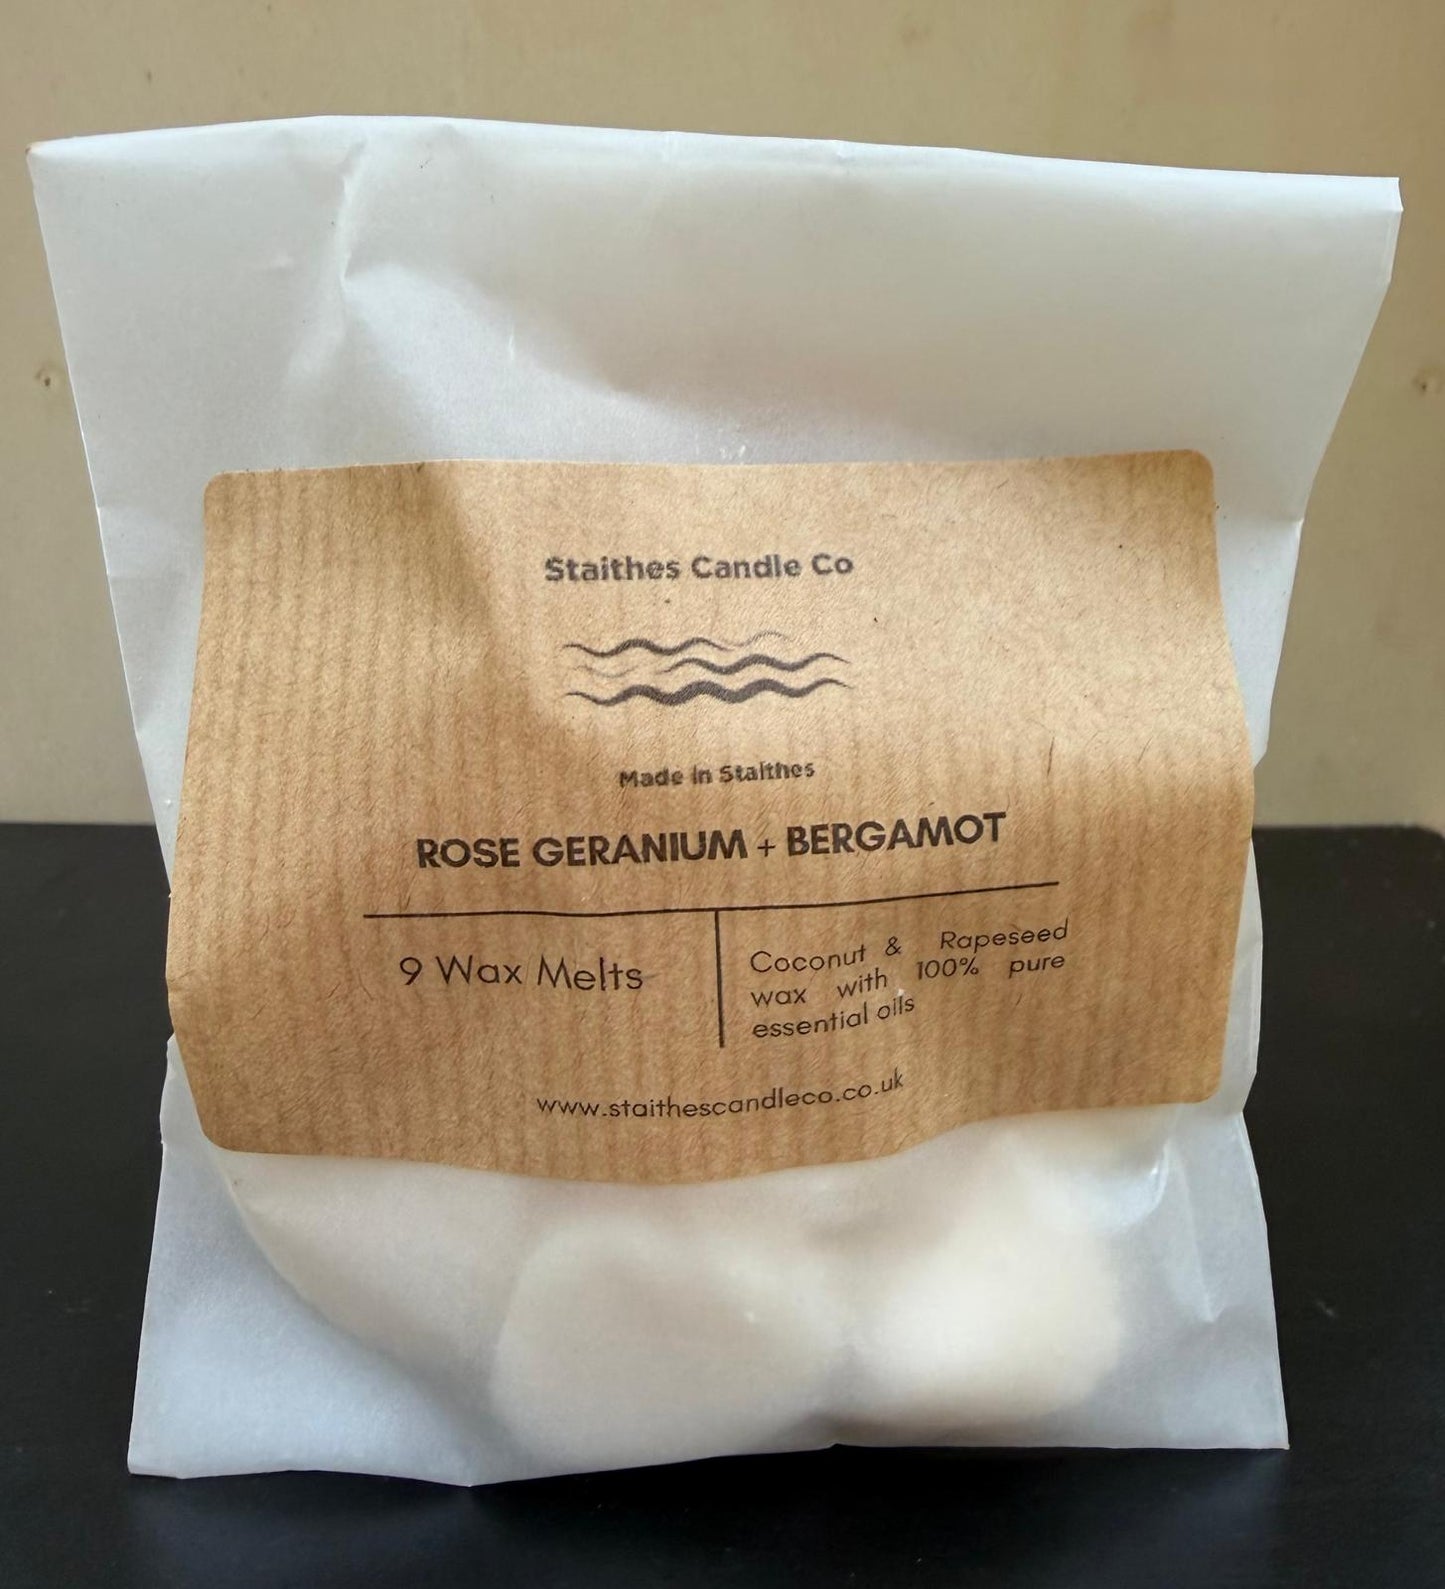 Staithes Candle Co
Made in Staithes
ROSE GERANIUM + BERGAMOT
9 Wax Melts
Coconut & Rapeseed
wax with 100% pure
essential oils
www.staithescandleco.co.uk